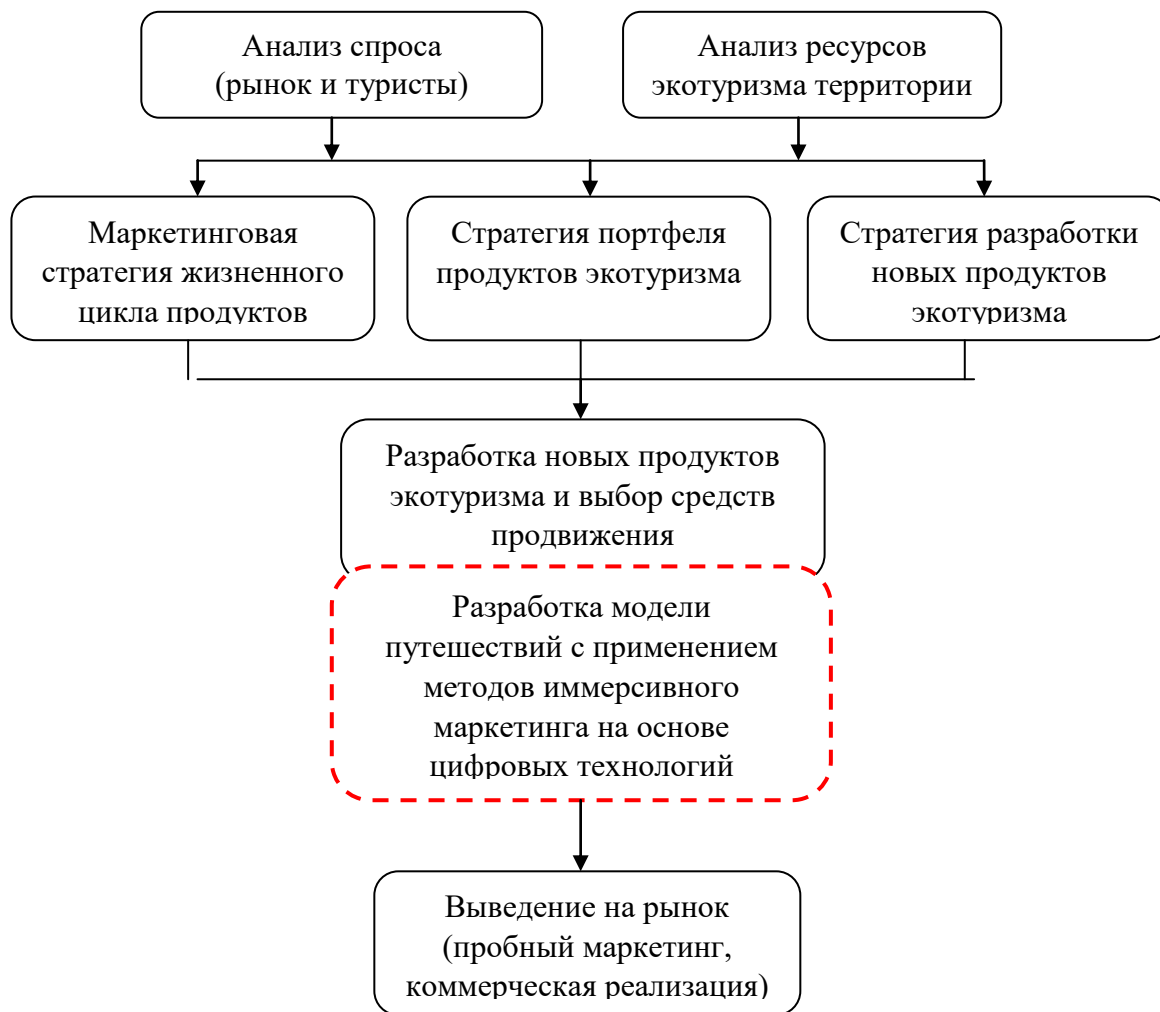 Анализ спроса
(рынок и туристы)
Анализ ресурсов
экотуризма территории
Маркетинговая
стратегия жизненного
цикла продуктов
Стратегия портфеля
продуктов экотуризма
Стратегия разработки
новых продуктов
экотуризма
Разработка новых продуктов
экотуризма и выбор средств
продвижения
Разработка модели
путешествий с применением
методов иммерсивного
маркетинга на основе
цифровых технологий
Выведение на рынок
(пробный маркетинг,
коммерческая реализация)